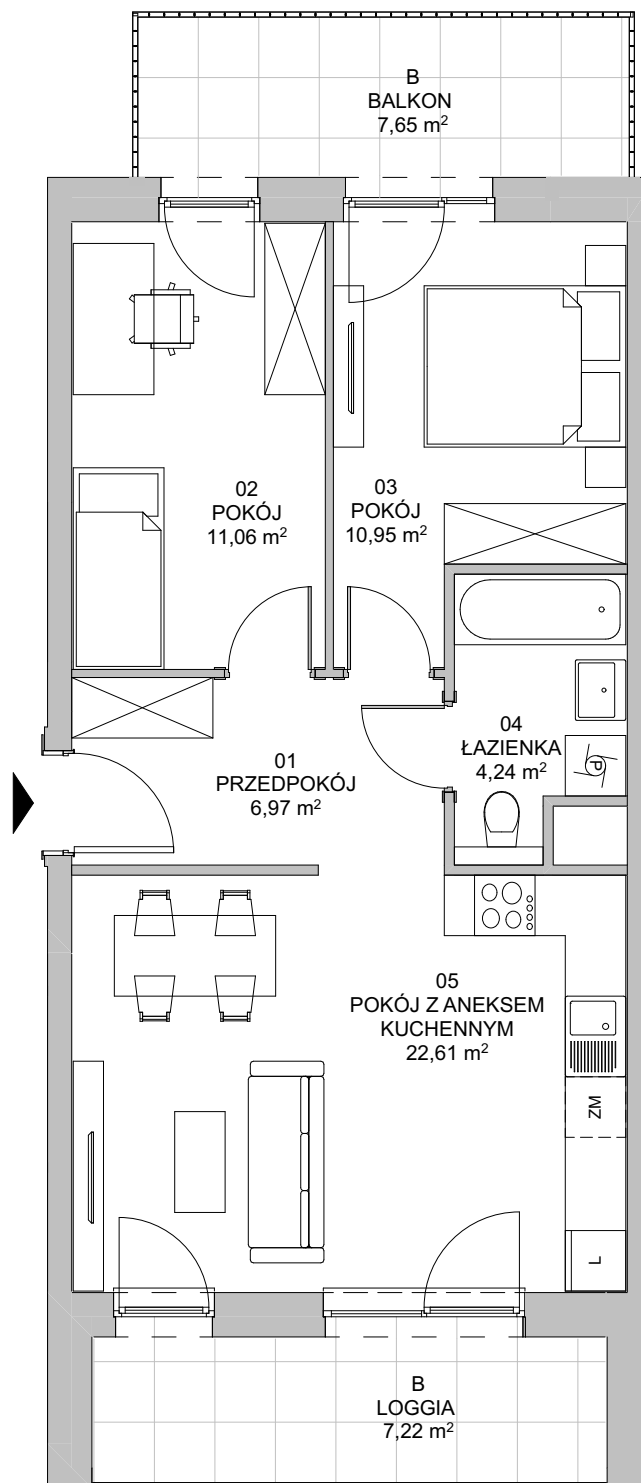 B
BALKON
7,65 m²
02
POKÓJ
11,06 m²
03
POKÓJ
10,95 m²
04
ŁAZIENKA
4,24 m²
P
01
PRZEDPOKÓJ
6,97 m²
05
POKÓJ Z ANEKSEM
KUCHENNYM
22,61 m²
ZM
L
B
LOGGIA
7,22 m²